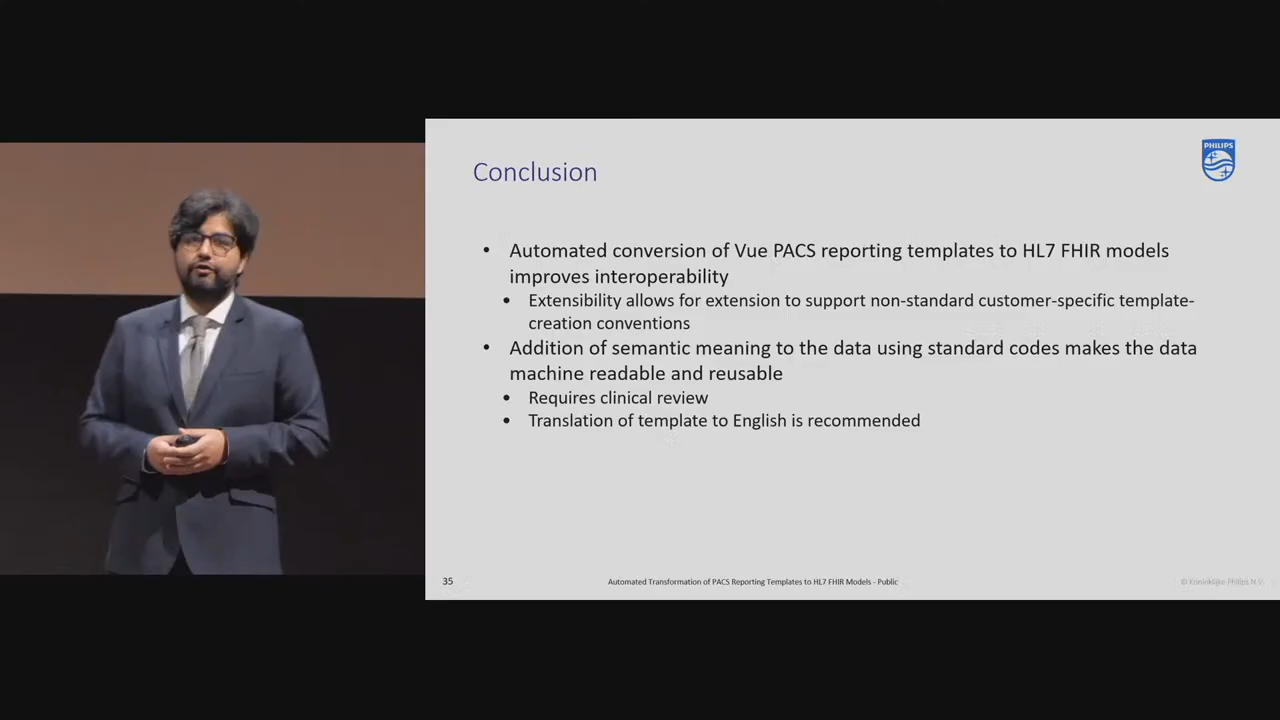 PHILIPS
Conclusion
• Automated conversion of Vue PACS reporting templates to HL7 FHIR models
improves interoperability
• Extensibility allows for extension to support non-standard customer-specific template-
creation conventions
• Addition of semantic meaning to the data using standard codes makes the data
machine readable and reusable
• Requires clinical review
• Translation of template to English is recommended
35
Automated Transformation of PACS Reporting Templates to HL7 FHIR Models - Public
© Koninklijke Philips N.V.